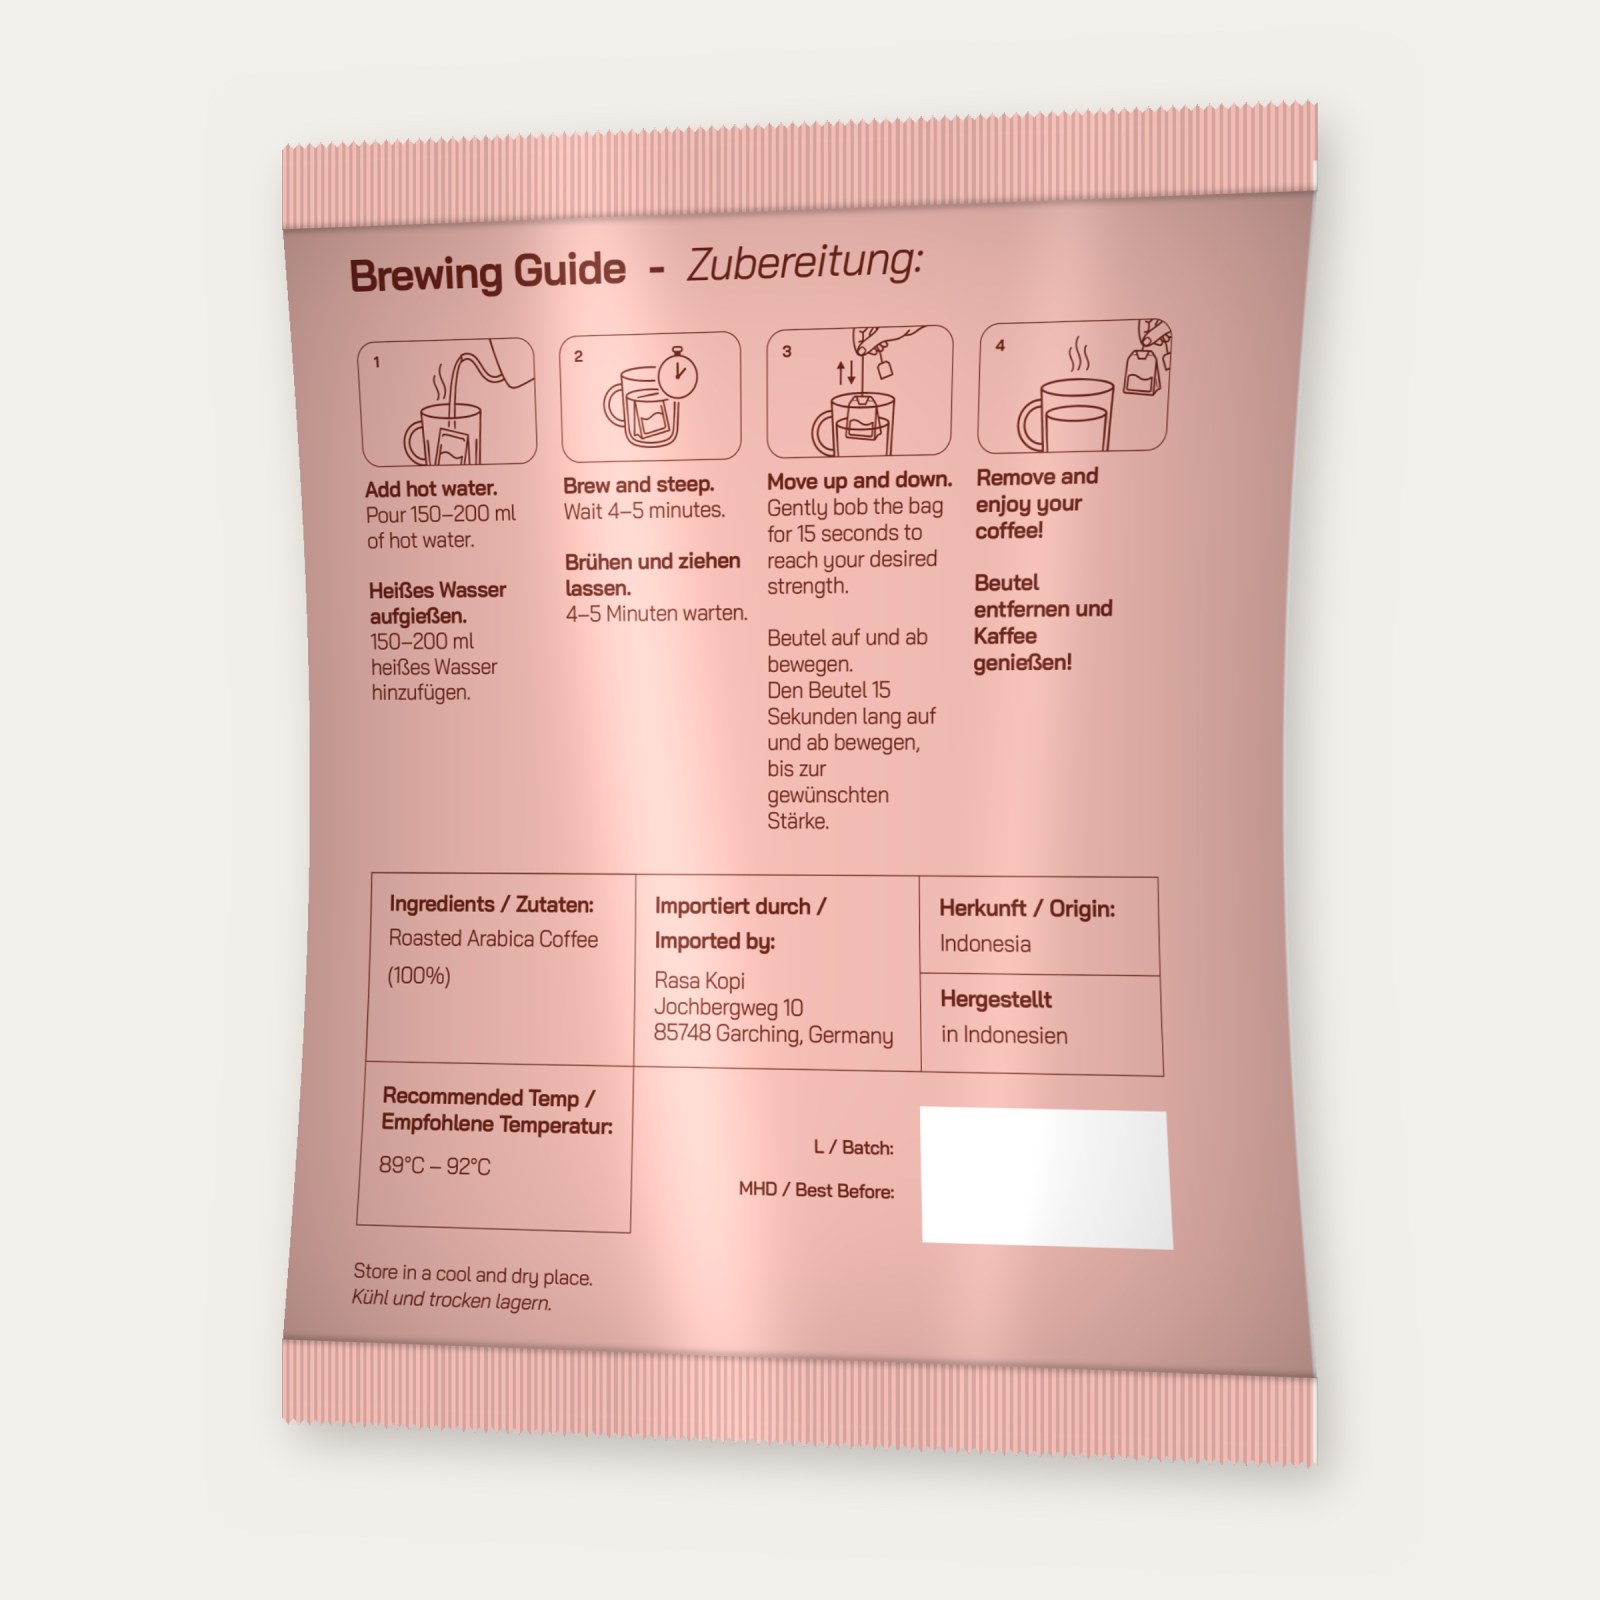 Brewing Guide - Zubereitung:
1
Add hot water.
Pour 150–200 ml
of hot water.
Heißes Wasser
aufgießen.
150–200 ml
heißes Wasser
hinzufügen.
2
Brew and steep.
Wait 4–5 minutes.
Brühen und ziehen
lassen.
4–5 Minuten warten.
3
Move up and down.
Gently bob the bag
for 15 seconds to
reach your desired
strength.
Beutel auf und ab
bewegen.
Den Beutel 15
Sekunden lang auf
und ab bewegen,
bis zur
gewünschten
Stärke.
4
Remove and
enjoy your
coffee!
Beutel
entfernen und
Kaffee
genießen!
Ingredients / Zutaten:
Roasted Arabica Coffee
(100%)
Importiert durch /
Imported by:
Rasa Kopi
Jochbergweg 10
85748 Garching, Germany
Herkunft / Origin:
Indonesia
Hergestellt
in Indonesien
Recommended Temp /
Empfohlene Temperatur:
89°C – 92°C
L / Batch:
MHD / Best Before:
Store in a cool and dry place.
Kühl und trocken lagern.